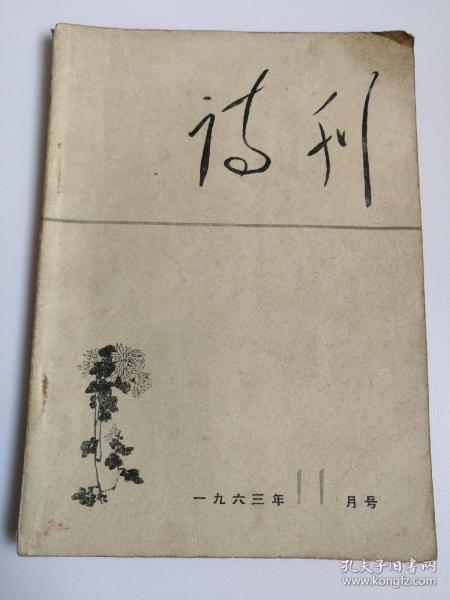 诗刊
一九六三年 11 月号
孔夫子旧书网
www.kongfz.com